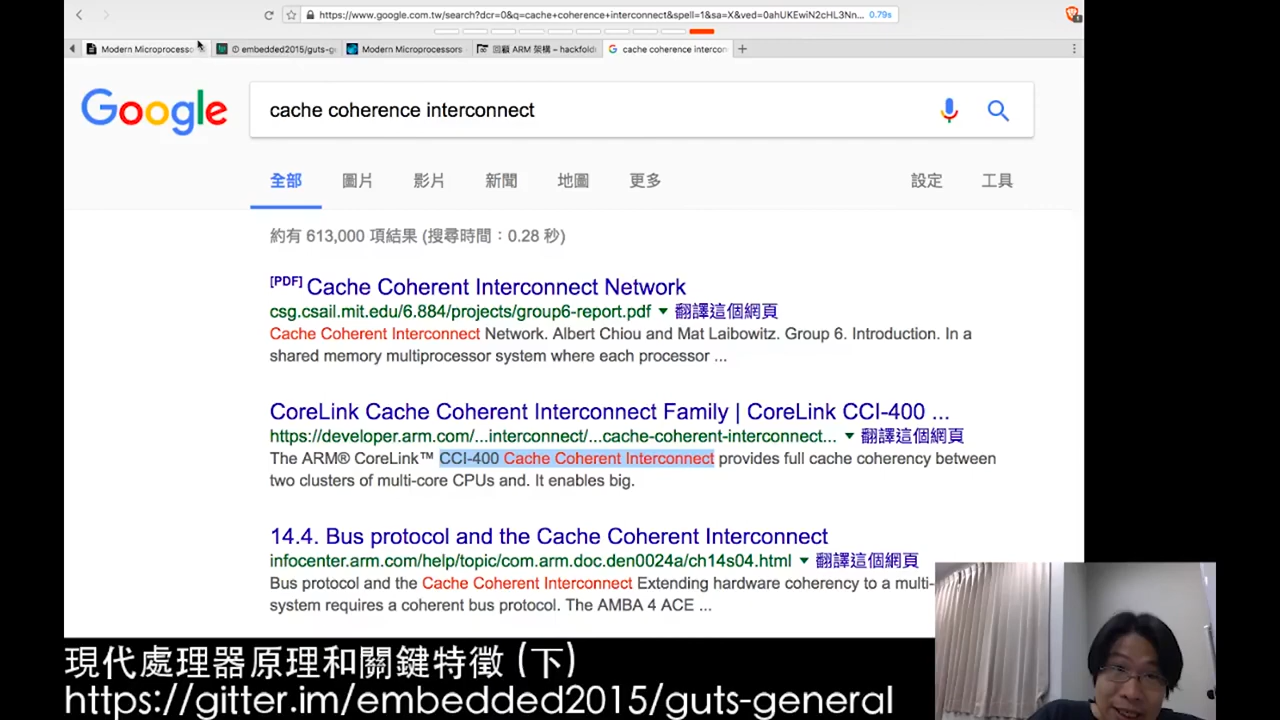 https://www.google.com.tw/search?dcr=0&q=cache+coherence+interconnect&spell=1&sa=X&ved=0ahUKEwiN2cHL3Nn... 0.79s
Modern Microprocesso
embedded2015/guts-g
Modern Microprocessors
回顧 ARM 架構 – hackfold
cache coherence intercon
Google
cache coherence interconnect
全部 圖片 影片 新聞 地圖 更多 設定 工具
約有 613,000 項結果 (搜尋時間：0.28 秒)
[PDF] Cache Coherent Interconnect Network
csg.csail.mit.edu/6.884/projects/group6-report.pdf ▼ 翻譯這個網頁
Cache Coherent Interconnect Network. Albert Chiou and Mat Laibowitz. Group 6. Introduction. In a
shared memory multiprocessor system where each processor ...
CoreLink Cache Coherent Interconnect Family | CoreLink CCI-400 ...
https://developer.arm.com/...interconnect/...cache-coherent-interconnect... ▼ 翻譯這個網頁
The ARM® CoreLink™ CCI-400 Cache Coherent Interconnect provides full cache coherency between
two clusters of multi-core CPUs and. It enables big.
14.4. Bus protocol and the Cache Coherent Interconnect
infocenter.arm.com/help/topic/com.arm.doc.den0024a/ch14s04.html ▼ 翻譯這個網頁
Bus protocol and the Cache Coherent Interconnect Extending hardware coherency to a multi-
system requires a coherent bus protocol. The AMBA 4 ACE ...
現代處理器原理和關鍵特徵 (下)
https://gitter.im/embedded2015/guts-general